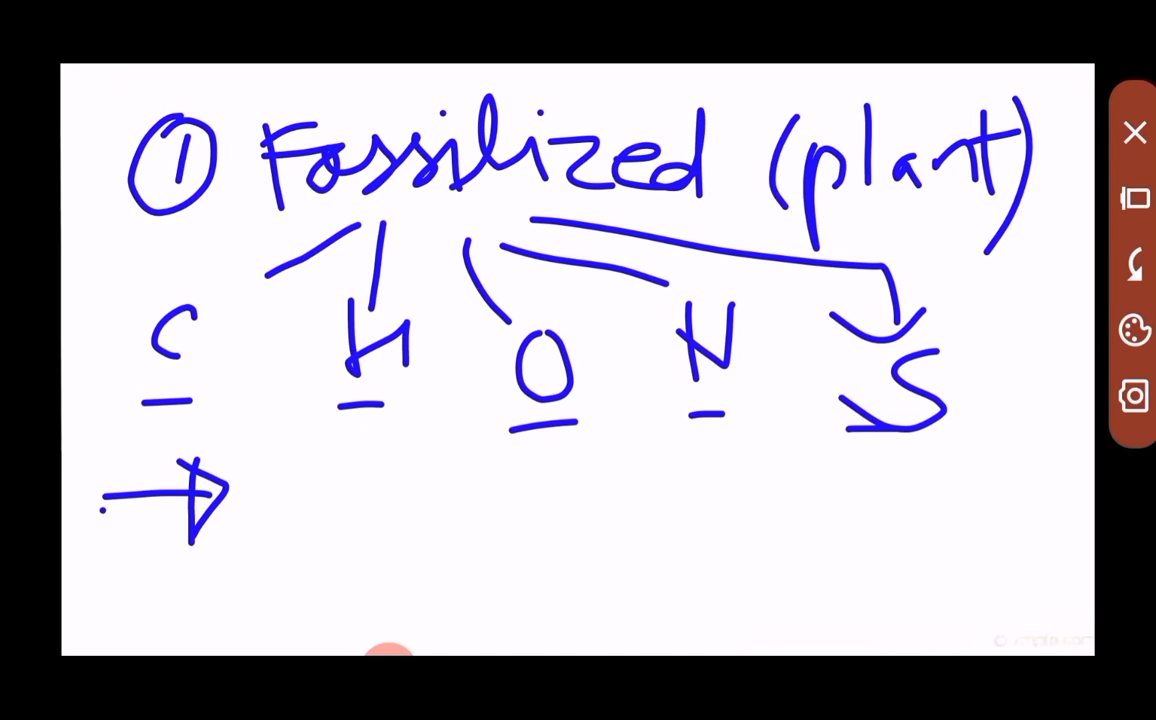 ① Fossilized (plant)
C H O N S